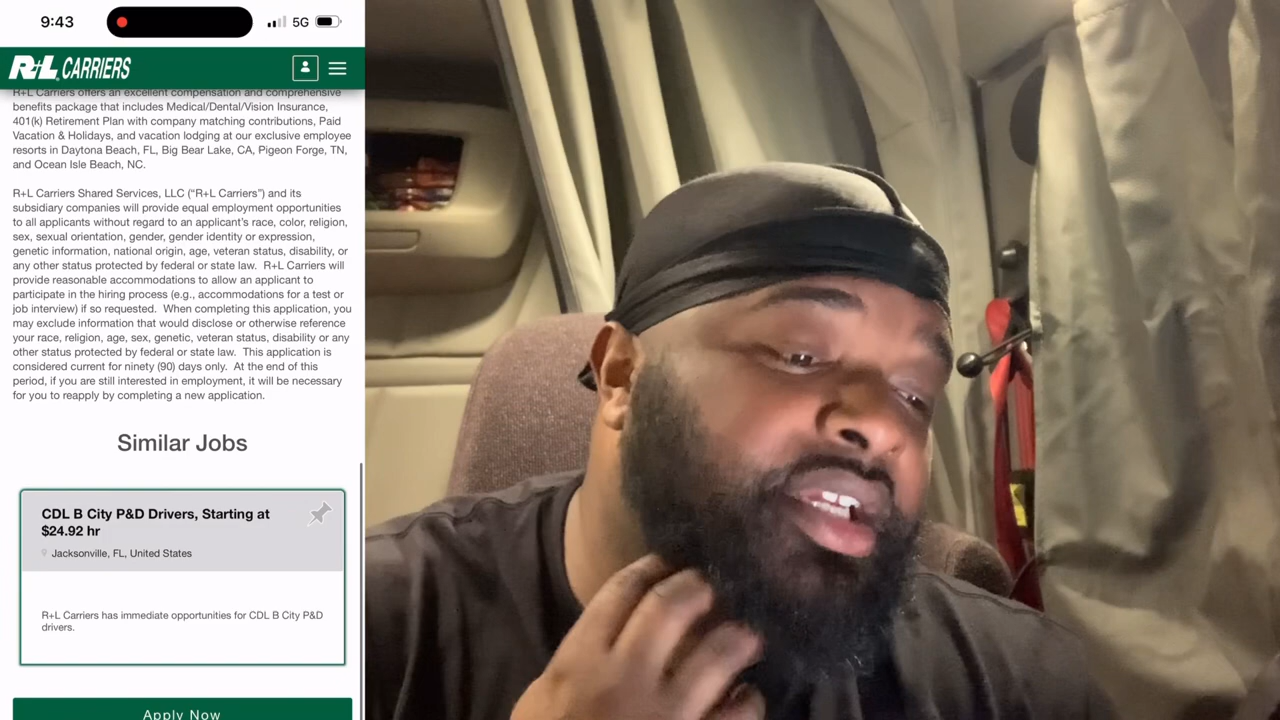 9:43
5G
R+L CARRIERS
R+L Carriers offers an excellent compensation and comprehensive
benefits package that includes Medical/Dental/Vision Insurance,
401(k) Retirement Plan with company matching contributions, Paid
Vacation & Holidays, and vacation lodging at our exclusive employee
resorts in Daytona Beach, FL, Big Bear Lake, CA, Pigeon Forge, TN,
and Ocean Isle Beach, NC.
R+L Carriers Shared Services, LLC (“R+L Carriers”) and its
subsidiary companies will provide equal employment opportunities
to all applicants without regard to an applicant’s race, color, religion,
sex, sexual orientation, gender, gender identity or expression,
genetic information, national origin, age, veteran status, disability, or
any other status protected by federal or state law.  R+L Carriers will
provide reasonable accommodations to allow an applicant to
participate in the hiring process (e.g., accommodations for a test or
job interview) if so requested.  When completing this application, you
may exclude information that would disclose or otherwise reference
your race, religion, age, sex, genetic, veteran status, disability or any
other status protected by federal or state law.  This application is
considered current for ninety (90) days only.  At the end of this
period, if you are still interested in employment, it will be necessary
for you to reapply by completing a new application.
Similar Jobs
CDL B City P&D Drivers, Starting at
$24.92 hr
Jacksonville, FL, United States
R+L Carriers has immediate opportunities for CDL B City P&D
drivers.
Apply Now